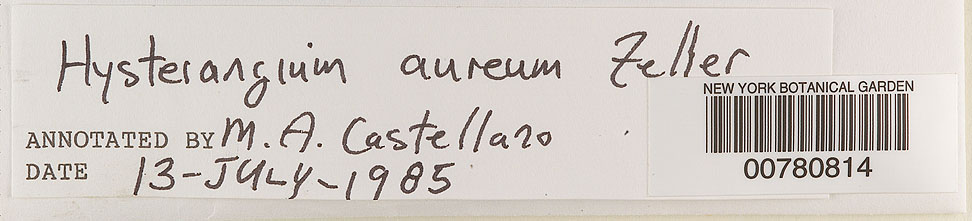 Hysterangium aureum Zeller
NEW YORK BOTANICAL GARDEN
ANNOTATED BY M. A. Castellano
DATE 13-JULY-1985
00780814